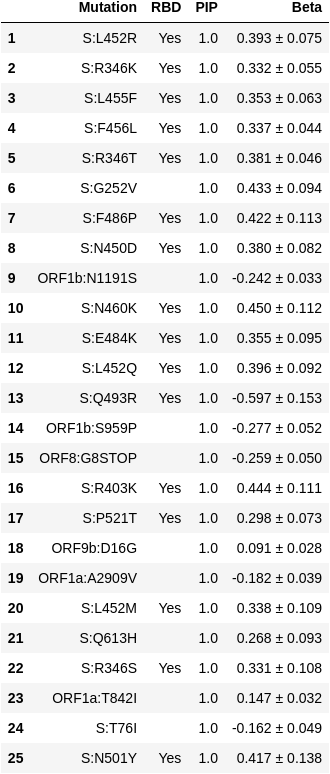 Mutation RBD PIP Beta
1 S:L452R Yes 1.0 0.393 ± 0.075
2 S:R346K Yes 1.0 0.332 ± 0.055
3 S:L455F Yes 1.0 0.353 ± 0.063
4 S:F456L Yes 1.0 0.337 ± 0.044
5 S:R346T Yes 1.0 0.381 ± 0.046
6 S:G252V 1.0 0.433 ± 0.094
7 S:F486P Yes 1.0 0.422 ± 0.113
8 S:N450D Yes 1.0 0.380 ± 0.082
9 ORF1b:N1191S 1.0 -0.242 ± 0.033
10 S:N460K Yes 1.0 0.450 ± 0.112
11 S:E484K Yes 1.0 0.355 ± 0.095
12 S:L452Q Yes 1.0 0.396 ± 0.092
13 S:Q493R Yes 1.0 -0.597 ± 0.153
14 ORF1b:S959P 1.0 -0.277 ± 0.052
15 ORF8:G8STOP 1.0 -0.259 ± 0.050
16 S:R403K Yes 1.0 0.444 ± 0.111
17 S:P521T Yes 1.0 0.298 ± 0.073
18 ORF9b:D16G 1.0 0.091 ± 0.028
19 ORF1a:A2909V 1.0 -0.182 ± 0.039
20 S:L452M Yes 1.0 0.338 ± 0.109
21 S:Q613H 1.0 0.268 ± 0.093
22 S:R346S Yes 1.0 0.331 ± 0.108
23 ORF1a:T842I 1.0 0.147 ± 0.032
24 S:T76I 1.0 -0.162 ± 0.049
25 S:N501Y Yes 1.0 0.417 ± 0.138